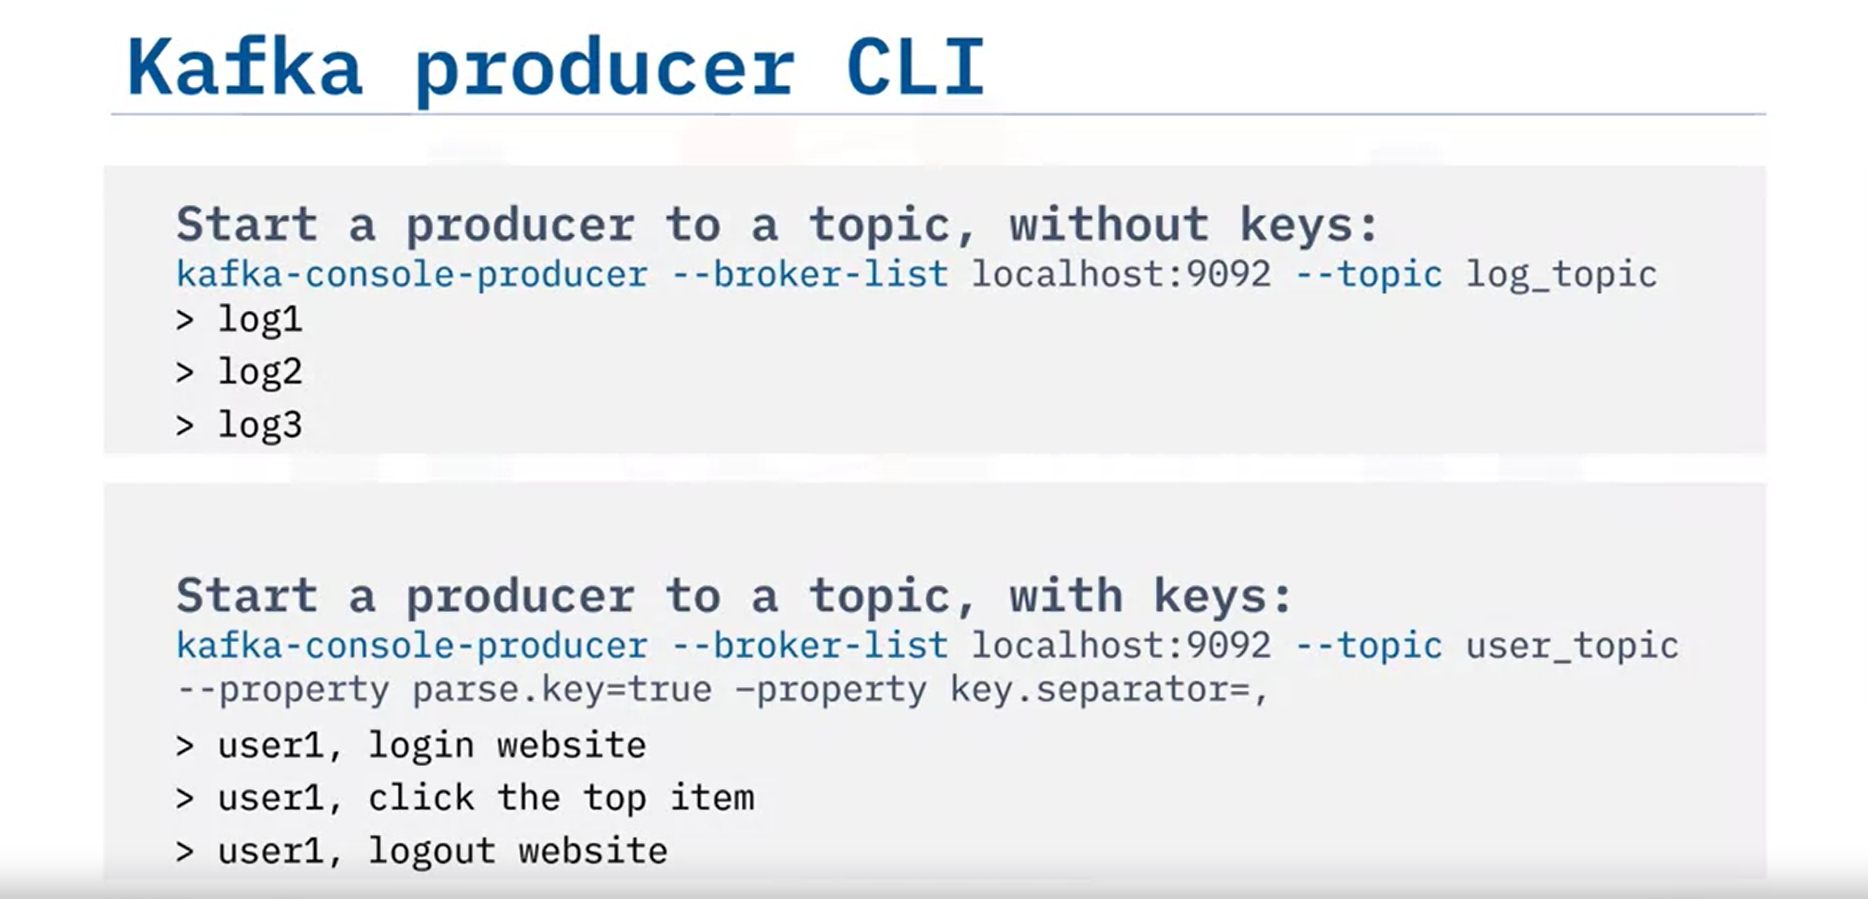 Kafka producer CLI
Start a producer to a topic, without keys:
kafka-console-producer --broker-list localhost:9092 --topic log_topic
> log1
> log2
> log3
Start a producer to a topic, with keys:
kafka-console-producer --broker-list localhost:9092 --topic user_topic
--property parse.key=true –property key.separator=,
> user1, login website
> user1, click the top item
> user1, logout website